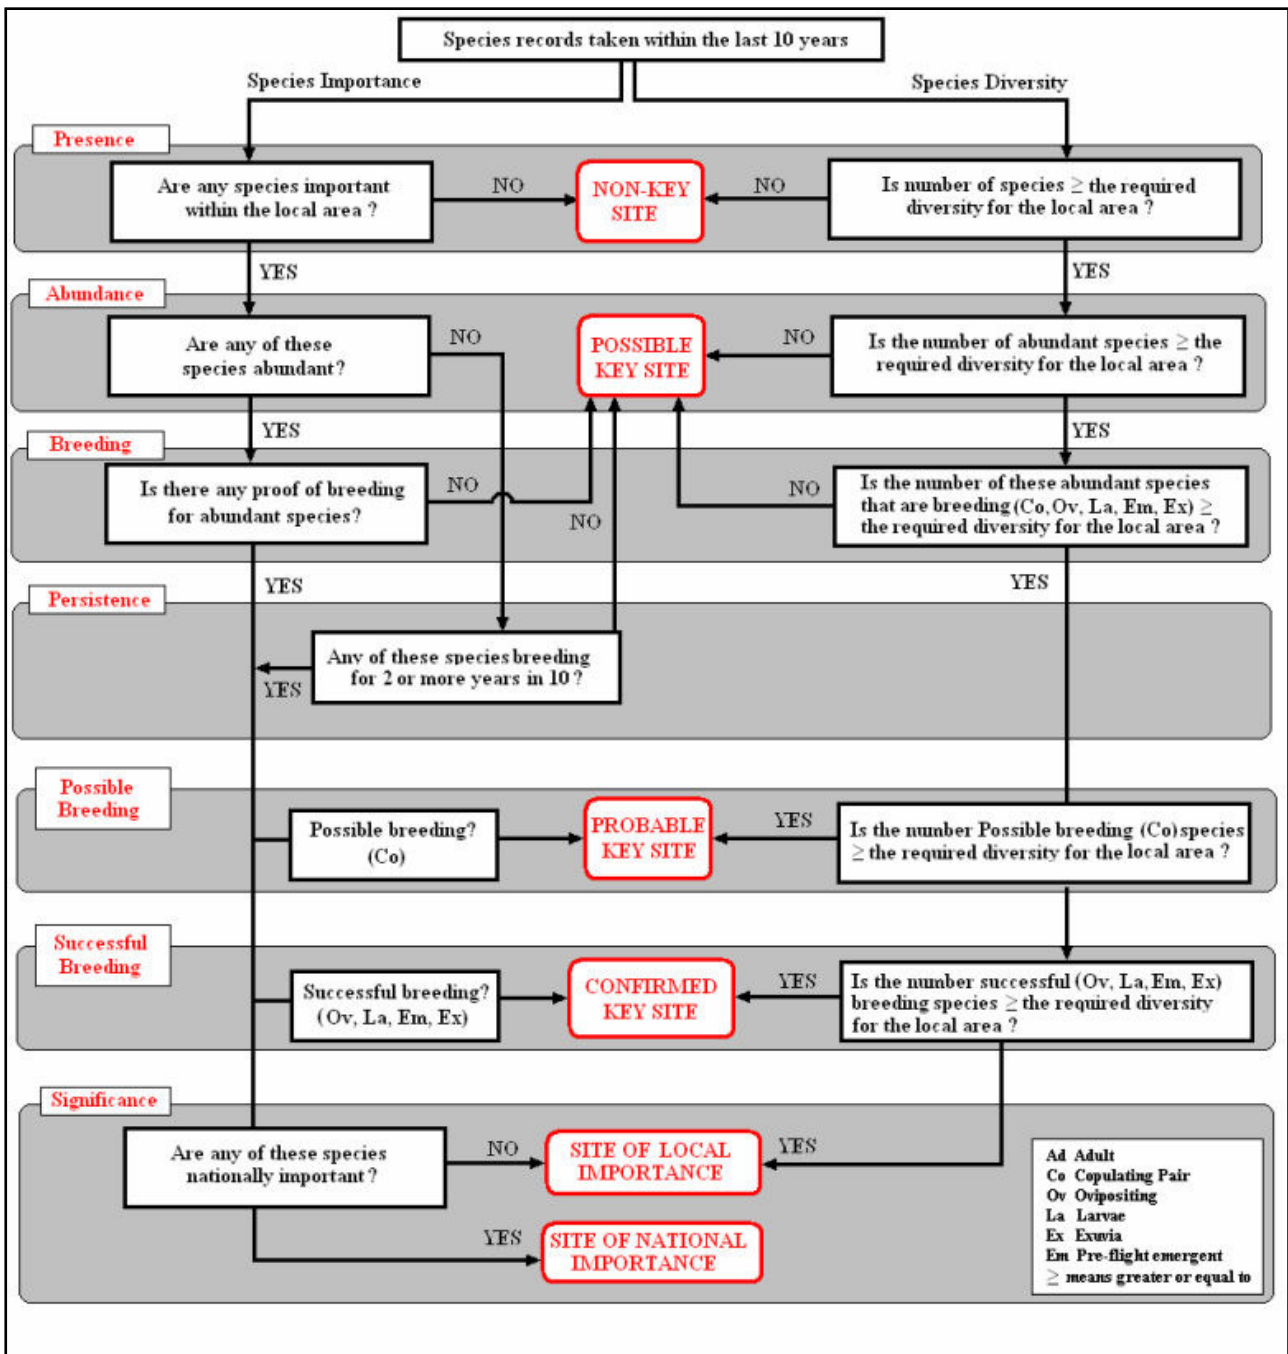 Species records taken within the last 10 years
Species Importance
Species Diversity
Presence
Are any species important
within the local area ?
NO
NON-KEY
SITE
NO
Is number of species ≥ the required
diversity for the local area ?
YES
YES
Abundance
Are any of these
species abundant?
NO
POSSIBLE
KEY SITE
NO
Is the number of abundant species ≥ the
required diversity for the local area ?
YES
YES
Breeding
Is there any proof of breeding
for abundant species?
NO
NO
NO
Is the number of these abundant species
that are breeding (Co, Ov, La, Em, Ex) ≥
the required diversity for the local area ?
YES
YES
Persistence
Any of these species breeding
for 2 or more years in 10 ?
YES
Possible
Breeding
Possible breeding?
(Co)
PROBABLE
KEY SITE
YES
Is the number Possible breeding (Co) species
≥ the required diversity for the local area ?
Successful
Breeding
Successful breeding?
(Ov, La, Em, Ex)
CONFIRMED
KEY SITE
YES
Is the number successful (Ov, La, Em, Ex)
breeding species ≥ the required diversity
for the local area ?
Significance
Are any of these species
nationally important ?
NO
SITE OF LOCAL
IMPORTANCE
YES
YES
SITE OF NATIONAL
IMPORTANCE
Ad Adult
Co Copulating Pair
Ov Ovipositing
La Larvae
Ex Exuvia
Em Pre-flight emergent
≥ means greater or equal to